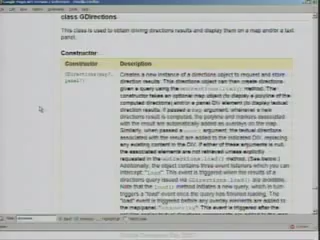 class GDirections
This class is used to obtain driving directions results and display them on a map and/or a text
panel.
Constructor
Constructor Description
GDirections(map?, Creates a new instance of a directions object to request and store
panel?) direction results. This directions object can then create directions
given a query using the method. The
constructor takes an optional map object (to display a polyline of the
computed directions) and/or a panel DIV element (to display textual
direction results. If passed a map argument, whenever a new
directions result is computed, the polyline and markers associated
with the result are automatically added as overlays on the map.
Similarly, when passed a argument, the textual directions
associated with the result are added to the indicated DIV, replacing
any existing content in the DIV. If either of these arguments is null,
the associated elements are not retrieved unless explicitly
requested in the method. (See below.)
Additionally, the object contains three event listeners which you can
intercept: "load": This event is triggered when the results of a
directions query issued via GDirections.load() are available.
Note that the load() method initiates a new query, which in turn
triggers a "load" event once the query has finished loading. The
"load" event is triggered before any overlay elements are added to
the map/panel. This event is triggered after the